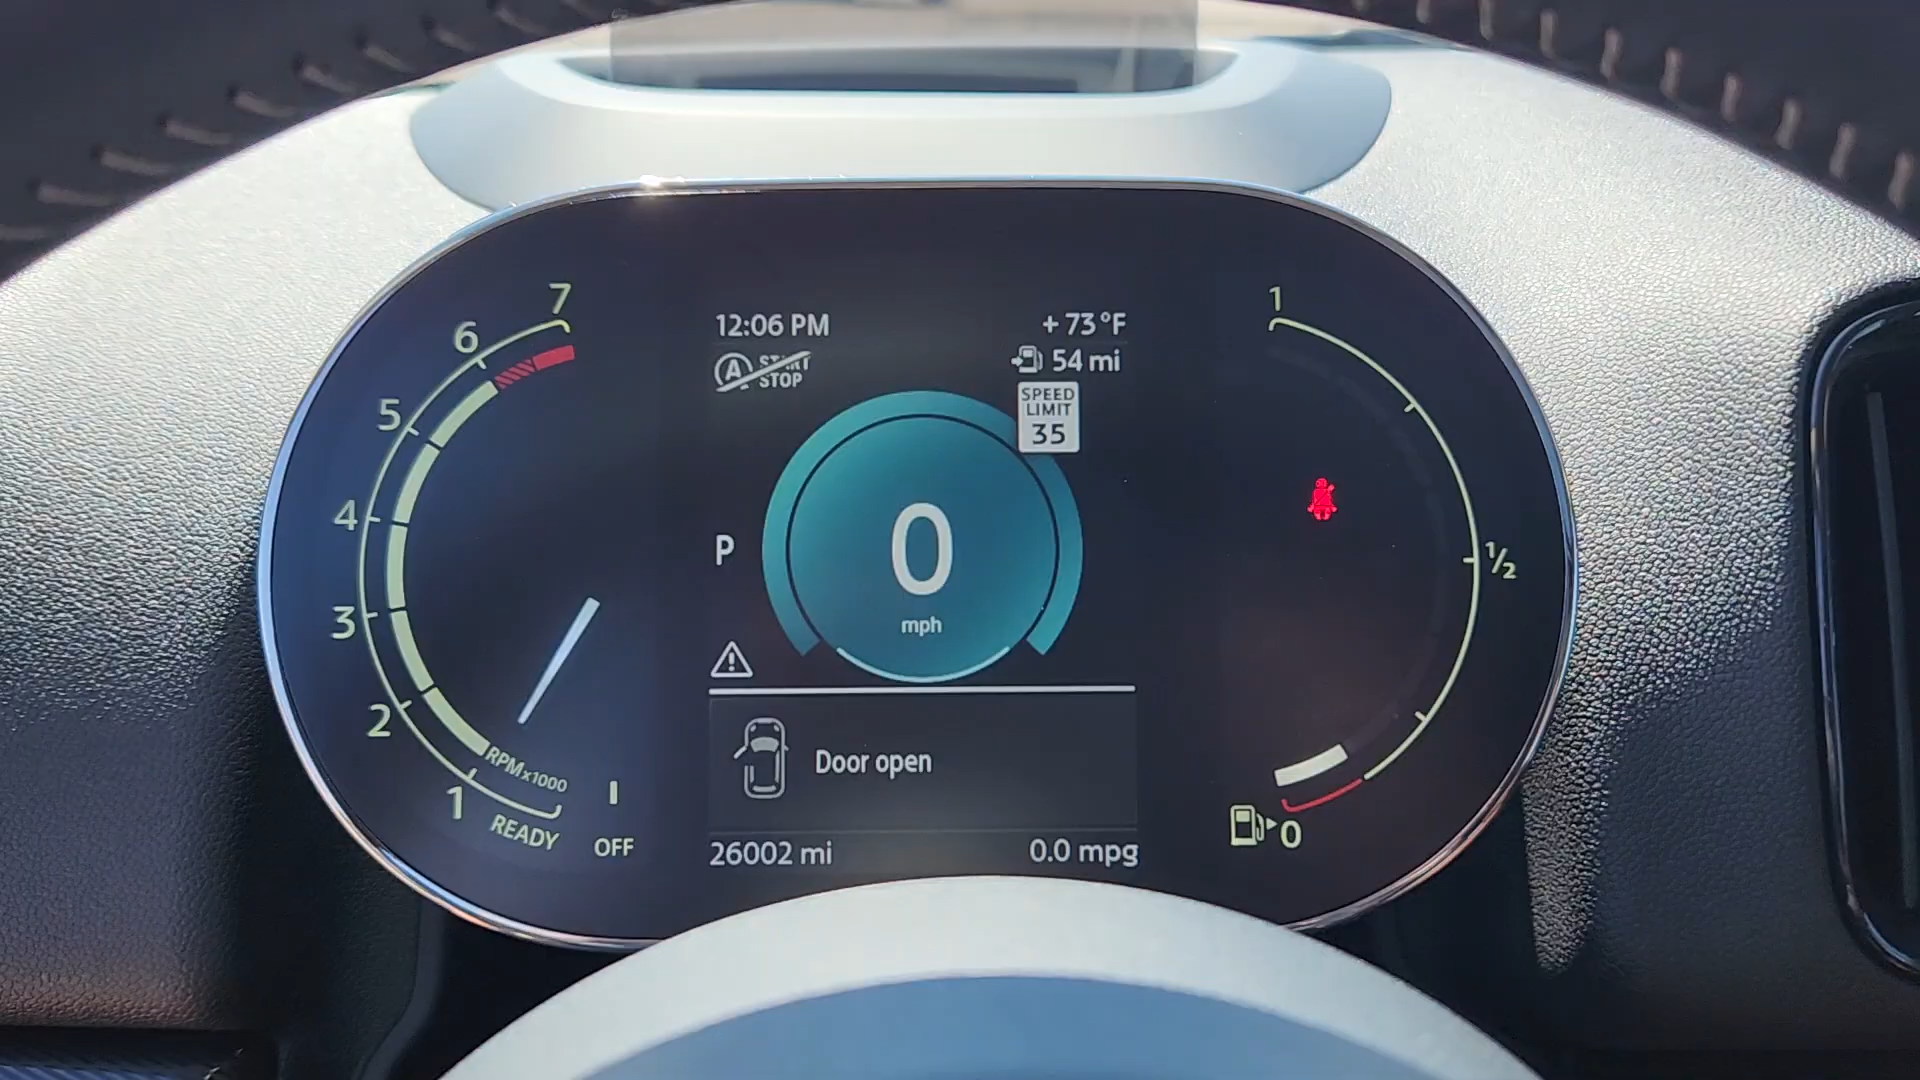 7
6
5
4
3
2
1
RPMx1000
READY
OFF
12:06 PM
+73°F
A START STOP
54 mi
SPEED
LIMIT
35
P
0
mph
Door open
26002 mi
0.0 mpg
1
1/2
0